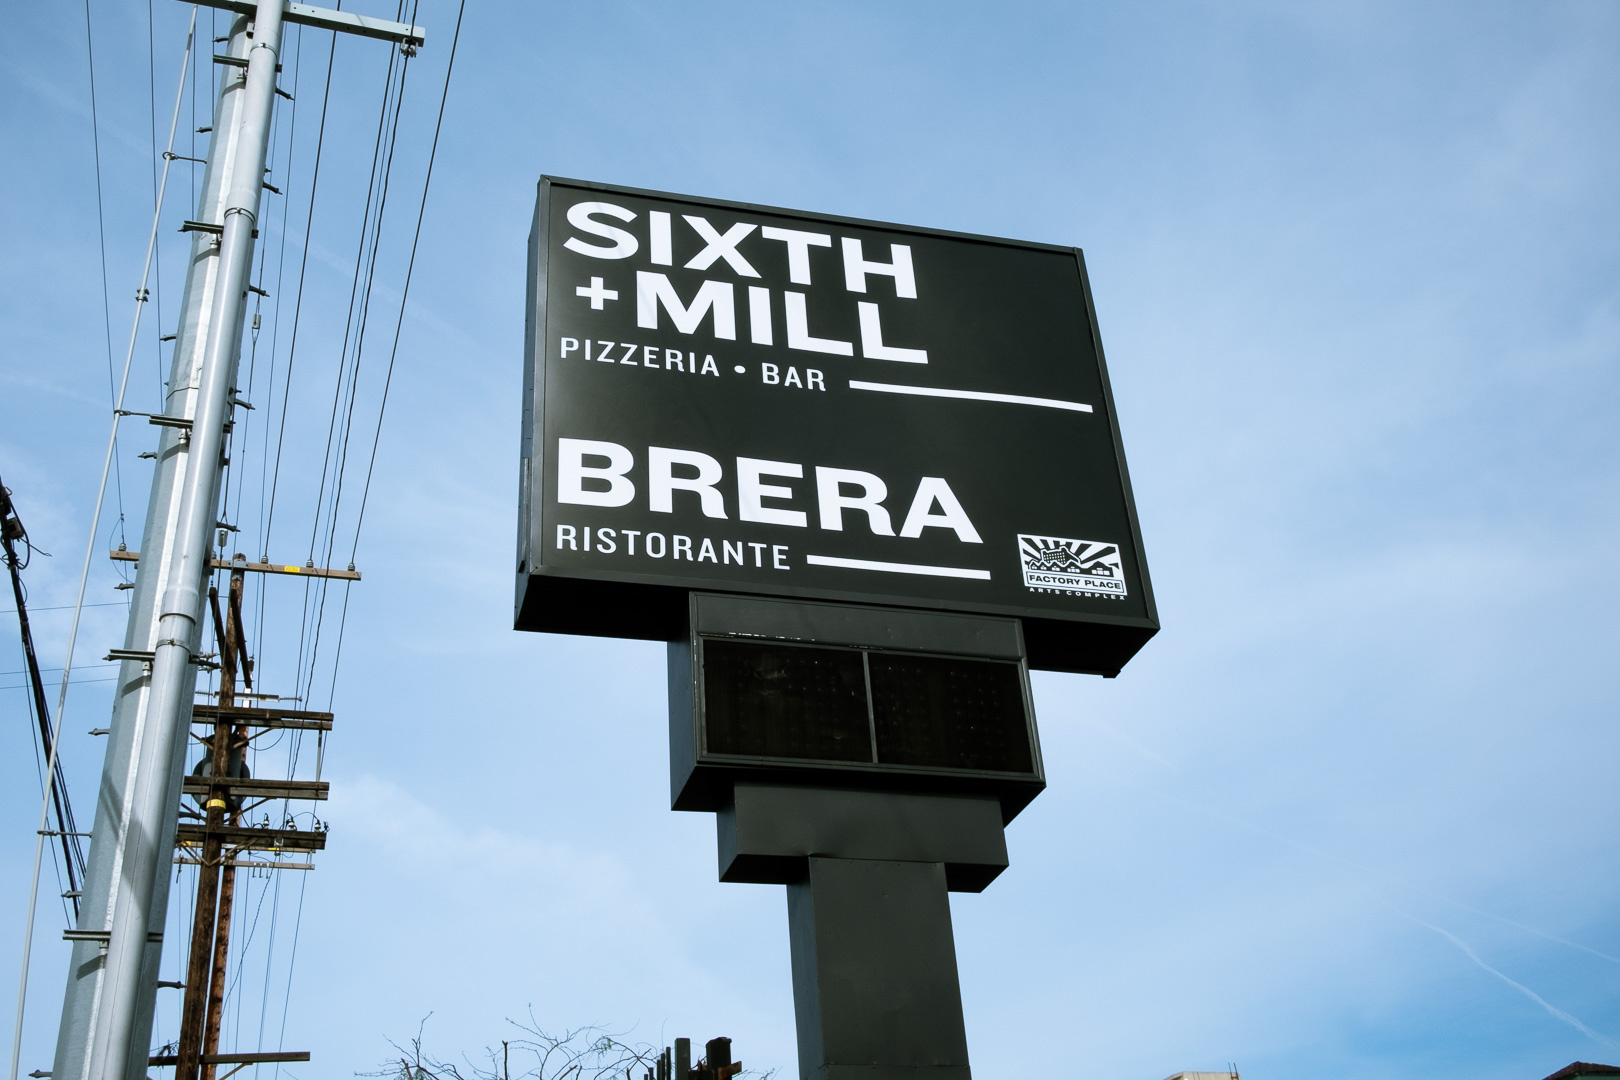 SIXTH
+MILL
PIZZERIA • BAR
BRERA
RISTORANTE
FACTORY PLACE
ARTS COMPLEX